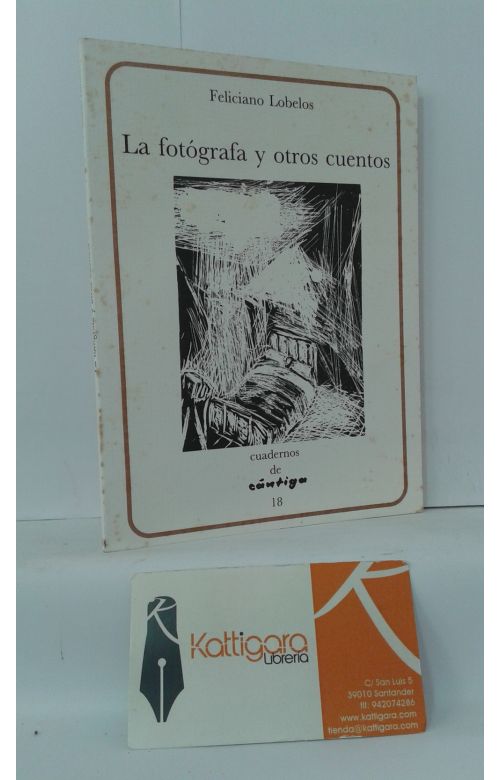 Feliciano Lobelos
La fotógrafa y otros cuentos
cuadernos
de
cántiga
18
Kattigara
Librería
C/ San Luis 5
39010 Santander
tlf: 942074286
www.kattigara.com
tienda@kattigara.com